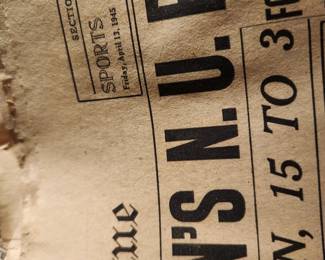 SECTION
SPORTS
Friday, April 13, 1945
'S N. U.
, 15 TO 3
me